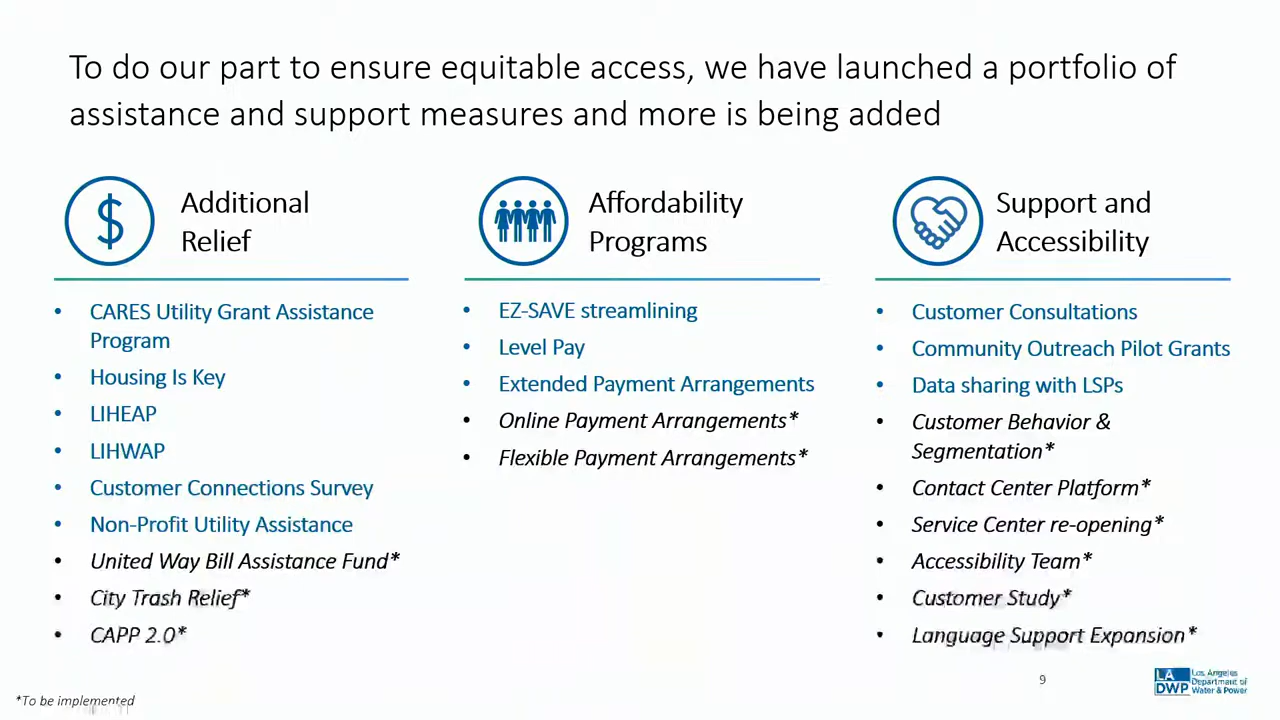 To do our part to ensure equitable access, we have launched a portfolio of
assistance and support measures and more is being added
Additional
Relief
• CARES Utility Grant Assistance
Program
• Housing Is Key
• LIHEAP
• LIHWAP
• Customer Connections Survey
• Non-Profit Utility Assistance
• United Way Bill Assistance Fund*
• City Trash Relief*
• CAPP 2.0*
Affordability
Programs
• EZ-SAVE streamlining
• Level Pay
• Extended Payment Arrangements
• Online Payment Arrangements*
• Flexible Payment Arrangements*
Support and
Accessibility
• Customer Consultations
• Community Outreach Pilot Grants
• Data sharing with LSPs
• Customer Behavior &
Segmentation*
• Contact Center Platform*
• Service Center re-opening*
• Accessibility Team*
• Customer Study*
• Language Support Expansion*
*To be implemented
9
LA
DWP
Los Angeles
Department of
Water & Power